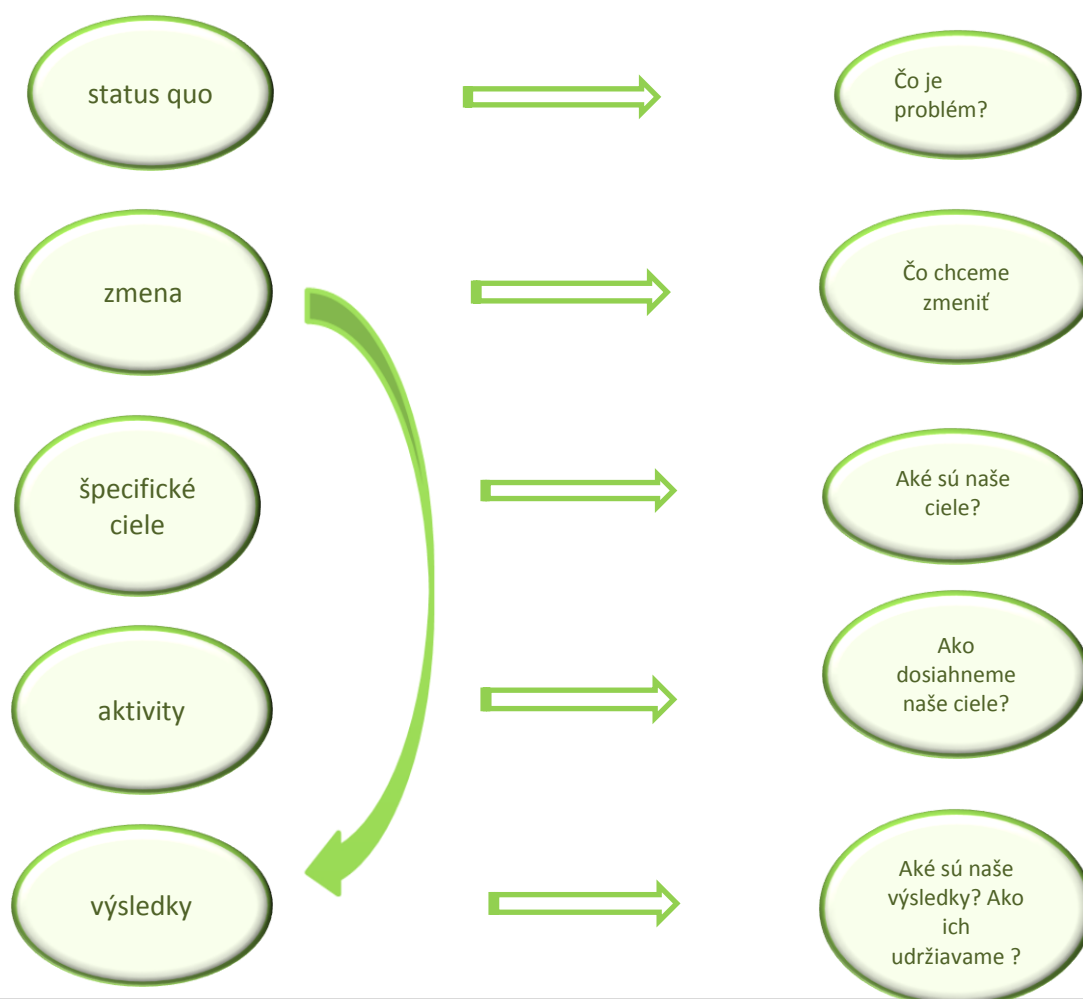 status quo
Čo je
problém?
zmena
Čo chceme
zmeniť
špecifické
ciele
Aké sú naše
ciele?
aktivity
Ako
dosiahneme
naše ciele?
výsledky
Aké sú naše
výsledky? Ako
ich
udržiavame ?